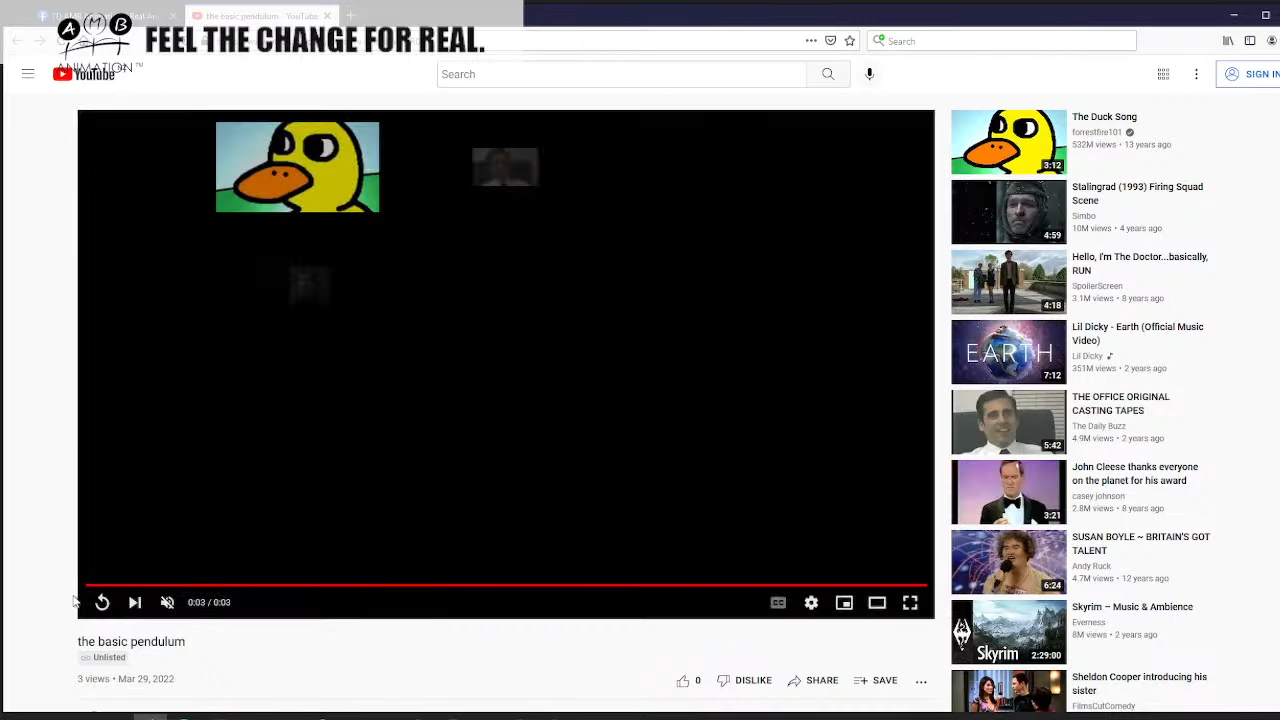 the basic pendulum - YouTube
A M B
ANIMATION™
FEEL THE CHANGE FOR REAL.
Search
YouTube
Search
SIGN IN
0:03 / 0:03
the basic pendulum
Unlisted
3 views • Mar 29, 2022
0
DISLIKE
SHARE
SAVE
3:12
The Duck Song
forrestfire101
532M views • 13 years ago
4:59
Stalingrad (1993) Firing Squad
Scene
Simbo
10M views • 4 years ago
4:18
Hello, I'm The Doctor...basically,
RUN
SpoilerScreen
3.1M views • 8 years ago
EARTH
7:12
Lil Dicky - Earth (Official Music
Video)
Lil Dicky
351M views • 2 years ago
5:42
THE OFFICE ORIGINAL
CASTING TAPES
The Daily Buzz
4.9M views • 2 years ago
3:21
John Cleese thanks everyone
on the planet for his award
casey johnson
2.8M views • 8 years ago
6:24
SUSAN BOYLE ~ BRITAIN'S GOT
TALENT
Andy Ruck
4.7M views • 12 years ago
Skyrim
2:29:00
Skyrim – Music & Ambience
Everness
8M views • 2 years ago
Sheldon Cooper introducing his
sister
FilmsCutComedy